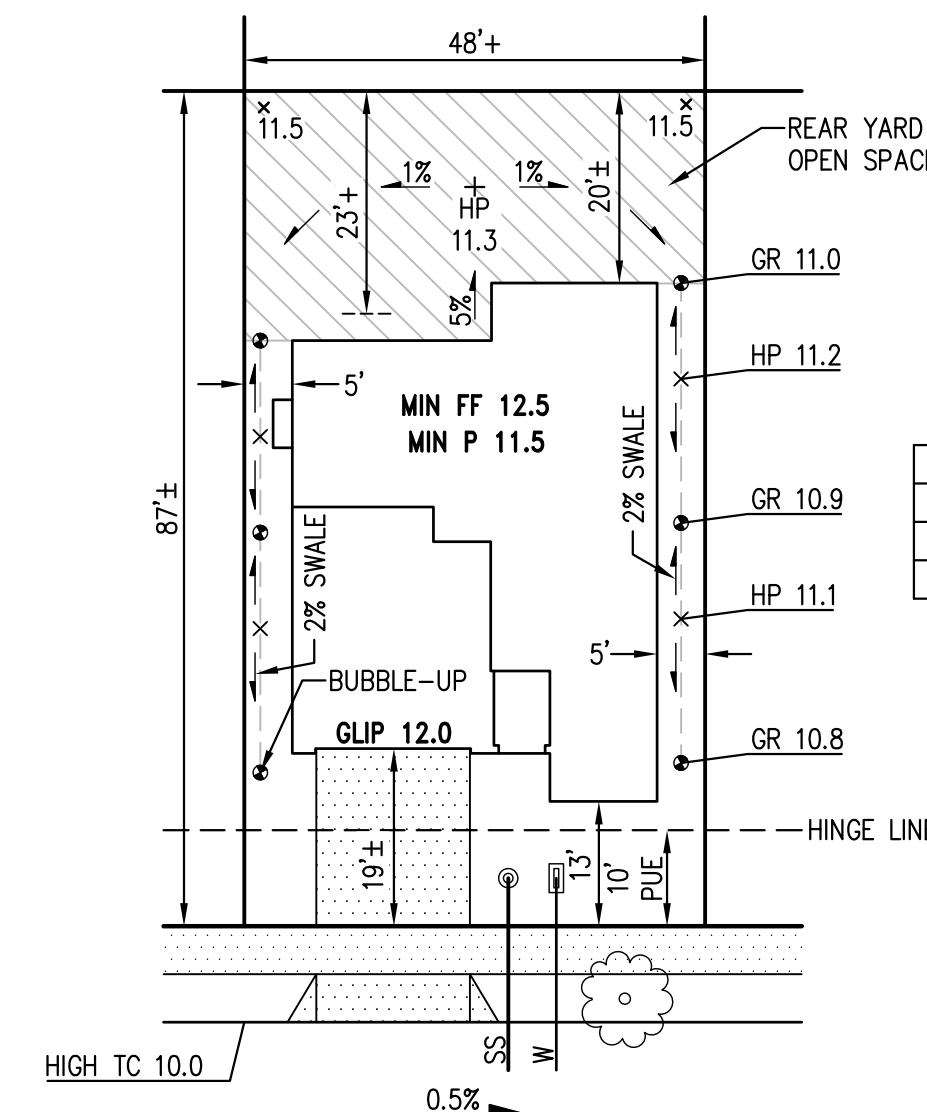 48'±
11.5
11.5
REAR YARD
OPEN SPAC
1%
1%
23'±
20'±
HP
11.3
5%
GR 11.0
5'
HP 11.2
MIN FF 12.5
MIN P 11.5
87'±
2% SWALE
2% SWALE
GR 10.9
HP 11.1
5'
BUBBLE-UP
GLIP 12.0
GR 10.8
HINGE LINE
19'±
13'
10'
PUE
SS
W
HIGH TC 10.0
0.5%